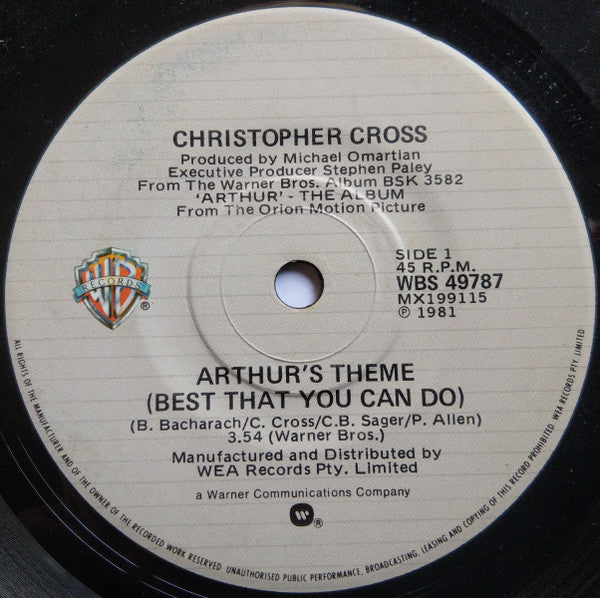 CHRISTOPHER CROSS
Produced by Michael Omartian
Executive Producer Stephen Paley
From The Warner Bros. Album BSK 3582
'ARTHUR' - THE ALBUM
From The Orion Motion Picture
WB
RECORDS
®
SIDE 1
45 R.P.M.
WBS 49787
MX199115
℗ 1981
ARTHUR'S THEME
(BEST THAT YOU CAN DO)
(B. Bacharach/C. Cross/C.B. Sager/P. Allen)
3.54 (Warner Bros.)
Manufactured and Distributed by
WEA Records Pty. Limited
a Warner Communications Company
®
ALL RIGHTS OF THE MANUFACTURER AND OF THE OWNER OF THE RECORDED WORK RESERVED. UNAUTHORISED PUBLIC PERFORMANCE, BROADCASTING, LEASING AND COPYING OF THIS RECORD PROHIBITED. WEA RECORDS PTY. LIMITED